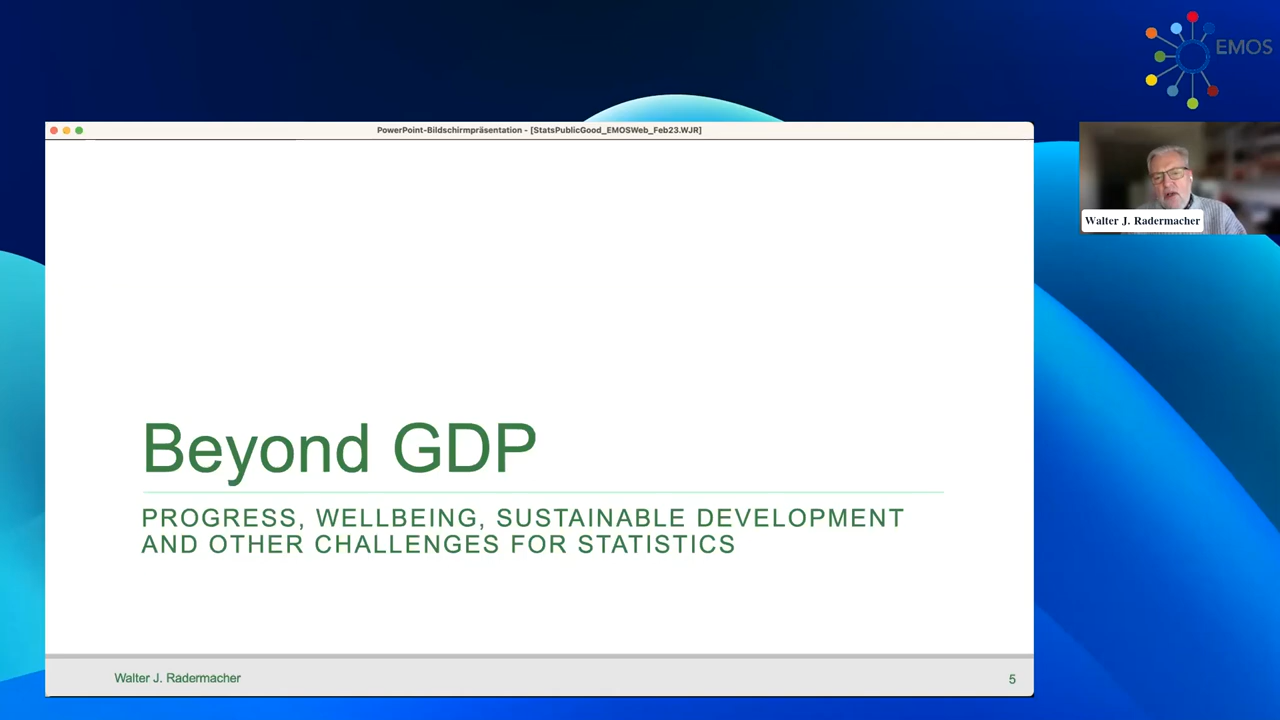 EMOS
PowerPoint-Bildschirmpräsentation - [StatsPublicGood_EMOSWeb_Feb23.WJR]
Walter J. Radermacher
Beyond GDP
PROGRESS, WELLBEING, SUSTAINABLE DEVELOPMENT
AND OTHER CHALLENGES FOR STATISTICS
Walter J. Radermacher
5